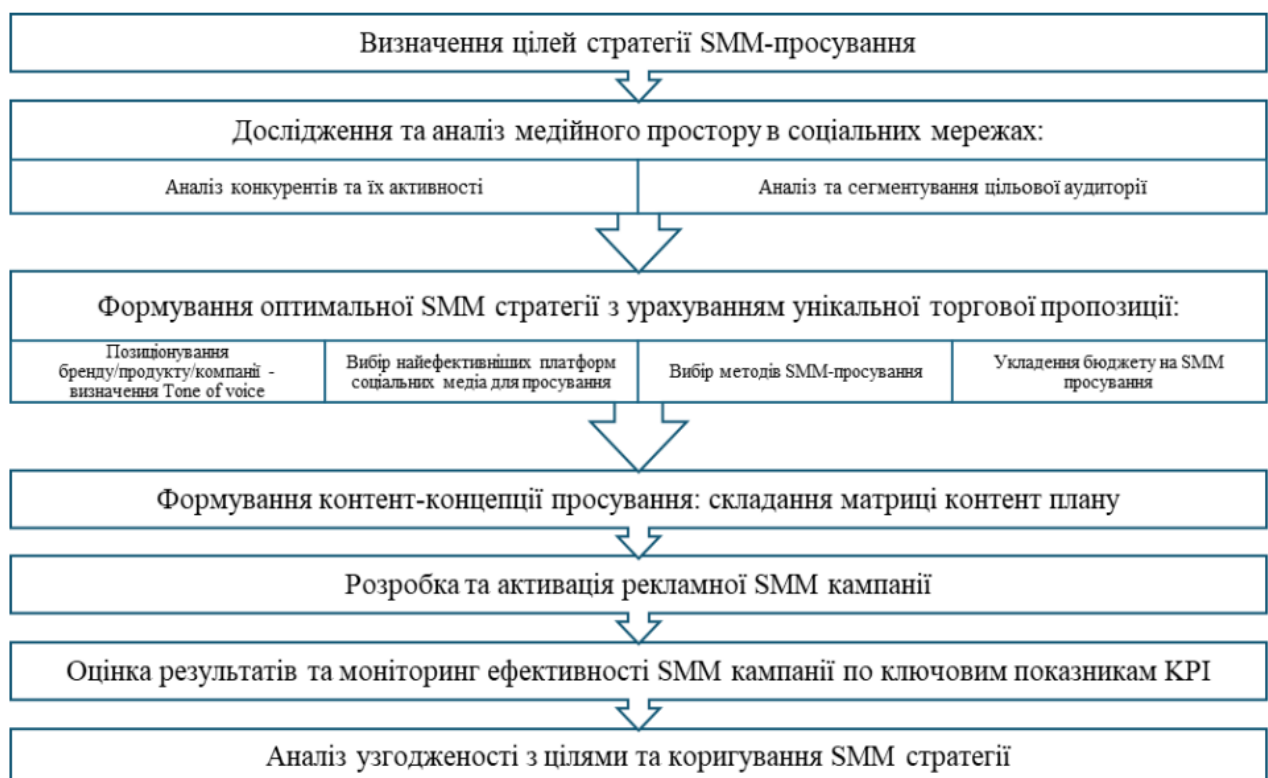 Визначення цілей стратегії SMM-просування
Дослідження та аналіз медійного простору в соціальних мережах:
Аналіз конкурентів та їх активності
Аналіз та сегментування цільової аудиторії
Формування оптимальної SMM стратегії з урахуванням унікальної торгової пропозиції:
Позиціонування
бренду/продукту/компанії -
визначення Tone of voice
Вибір найефективніших платформ
соціальних медіа для просування
Вибір методів SMM-просування
Укладення бюджету на SMM
просування
Формування контент-концепції просування: складання матриці контент плану
Розробка та активація рекламної SMM кампанії
Оцінка результатів та моніторинг ефективності SMM кампанії по ключовим показникам KPI
Аналіз узгодженості з цілями та коригування SMM стратегії